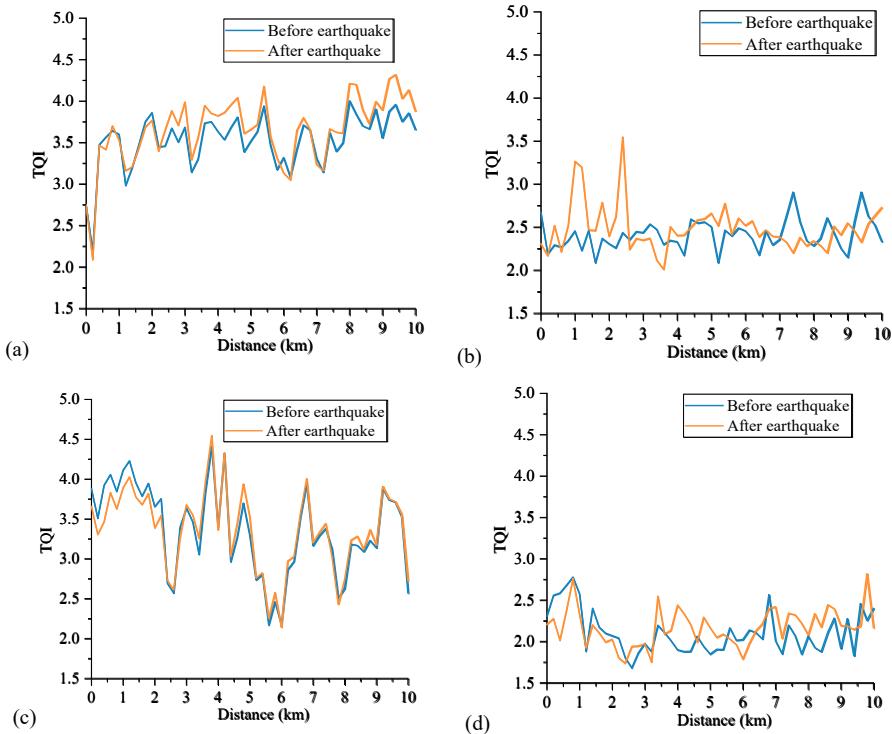 5.0
4.5
4.0
3.5
3.0
2.5
2.0
1.5
TQI
Before earthquake
After earthquake
0 1 2 3 4 5 6 7 8 9 10
Distance (km)
(a)
5.0
4.5
4.0
3.5
3.0
2.5
2.0
1.5
TQI
Before earthquake
After earthquake
0 1 2 3 4 5 6 7 8 9 10
Distance (km)
(b)
5.0
4.5
4.0
3.5
3.0
2.5
2.0
1.5
TQI
Before earthquake
After earthquake
0 1 2 3 4 5 6 7 8 9 10
Distance (km)
(c)
5.0
4.5
4.0
3.5
3.0
2.5
2.0
1.5
TQI
Before earthquake
After earthquake
0 1 2 3 4 5 6 7 8 9 10
Distance (km)
(d)